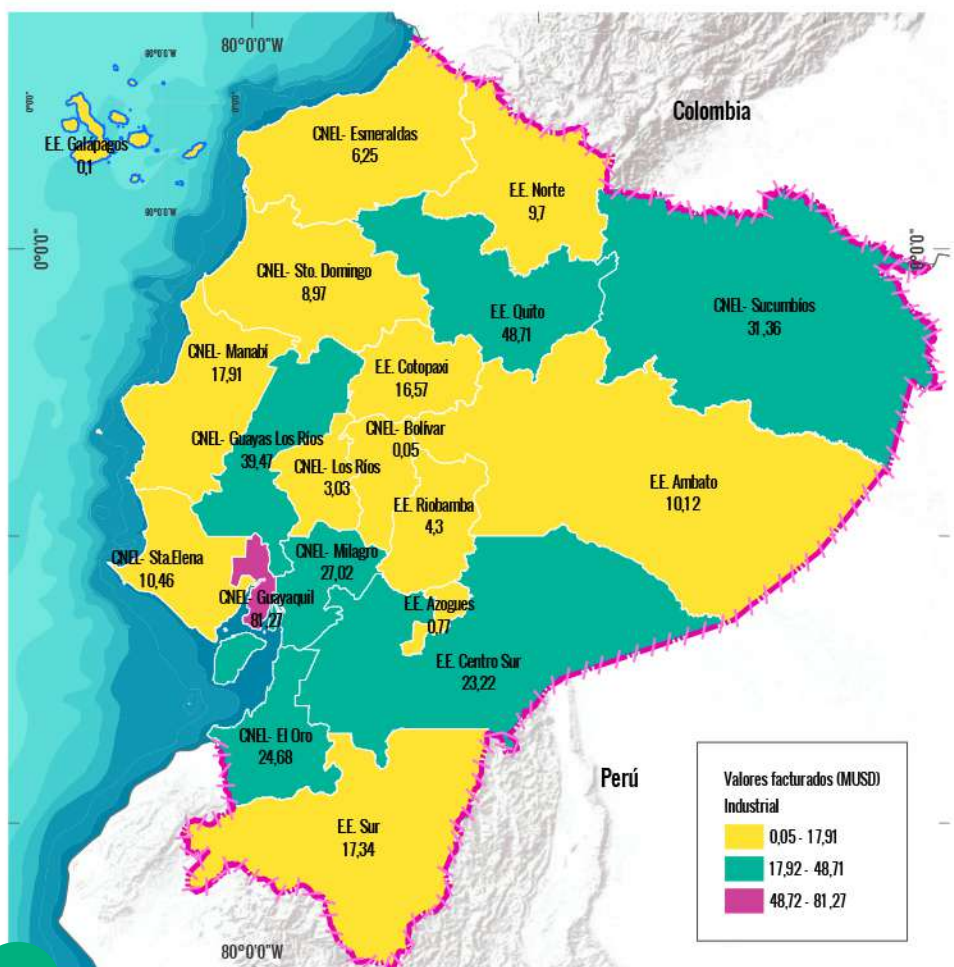 80°0'0"W
80°0'0"W
0°0'0"
0°0'0"
E.E. Galápagos
0,1
80°0'0"W
Colombia
CNEL- Esmeraldas
6,25
E.E. Norte
9,7
0°0'0"
0°0'0"
CNEL- Sto. Domingo
8,97
E.E. Quito
48,71
CNEL- Sucumbíos
31,36
CNEL- Manabí
17,91
E.E. Cotopaxi
16,57
CNEL- Bolívar
0,05
CNEL- Guayas Los Ríos
39,47
CNEL- Los Ríos
3,03
E.E. Riobamba
4,3
E.E. Ambato
10,12
CNEL- Sta.Elena
10,46
CNEL- Milagro
27,02
CNEL- Guayaquil
81,27
E.E. Azogues
0,77
E.E. Centro Sur
23,22
CNEL- El Oro
24,68
Perú
E.E. Sur
17,34
Valores facturados (MUSD)
Industrial
0,05 - 17,91
17,92 - 48,71
48,72 - 81,27
80°0'0"W